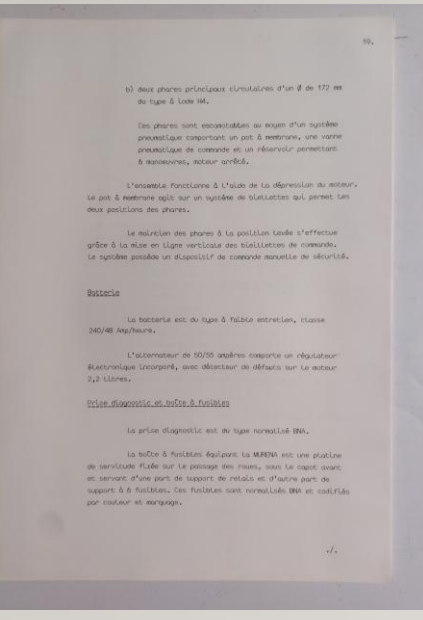 19.
b) deux phares principaux circulaires d'un Ø de 172 mm
du type à iode H4.
Ces phares sont escamotables au moyen d'un système
pneumatique comportant un pot à membrane, une vanne
pneumatique de commande et un réservoir permettant
6 manoeuvres, moteur arrêté.
L'ensemble fonctionne à l'aide de la dépression du moteur.
Le pot à membrane agit sur un système de biellettes qui permet les
deux positions des phares.
Le maintien des phares à la position levée s'effectue
grâce à la mise en ligne verticale des biellettes de commande.
Le système possède un dispositif de commande manuelle de sécurité.
Batterie
La batterie est du type à faible entretien, classe
240/48 Amp/heure.
L'alternateur de 50/55 ampères comporte un régulateur
électronique incorporé, avec détecteur de défauts sur le moteur
2,2 litres.
Prise diagnostic et boîte à fusibles
La prise diagnostic est du type normalisé BNA.
La boîte à fusibles équipant la MURENA est une platine
de servitude fixée sur le passage des roues, sous le capot avant
et servant d'une part de support de relais et d'autre part de
support à 6 fusibles. Ces fusibles sont normalisés BNA et codifiés
par couleur et marquage.
./.